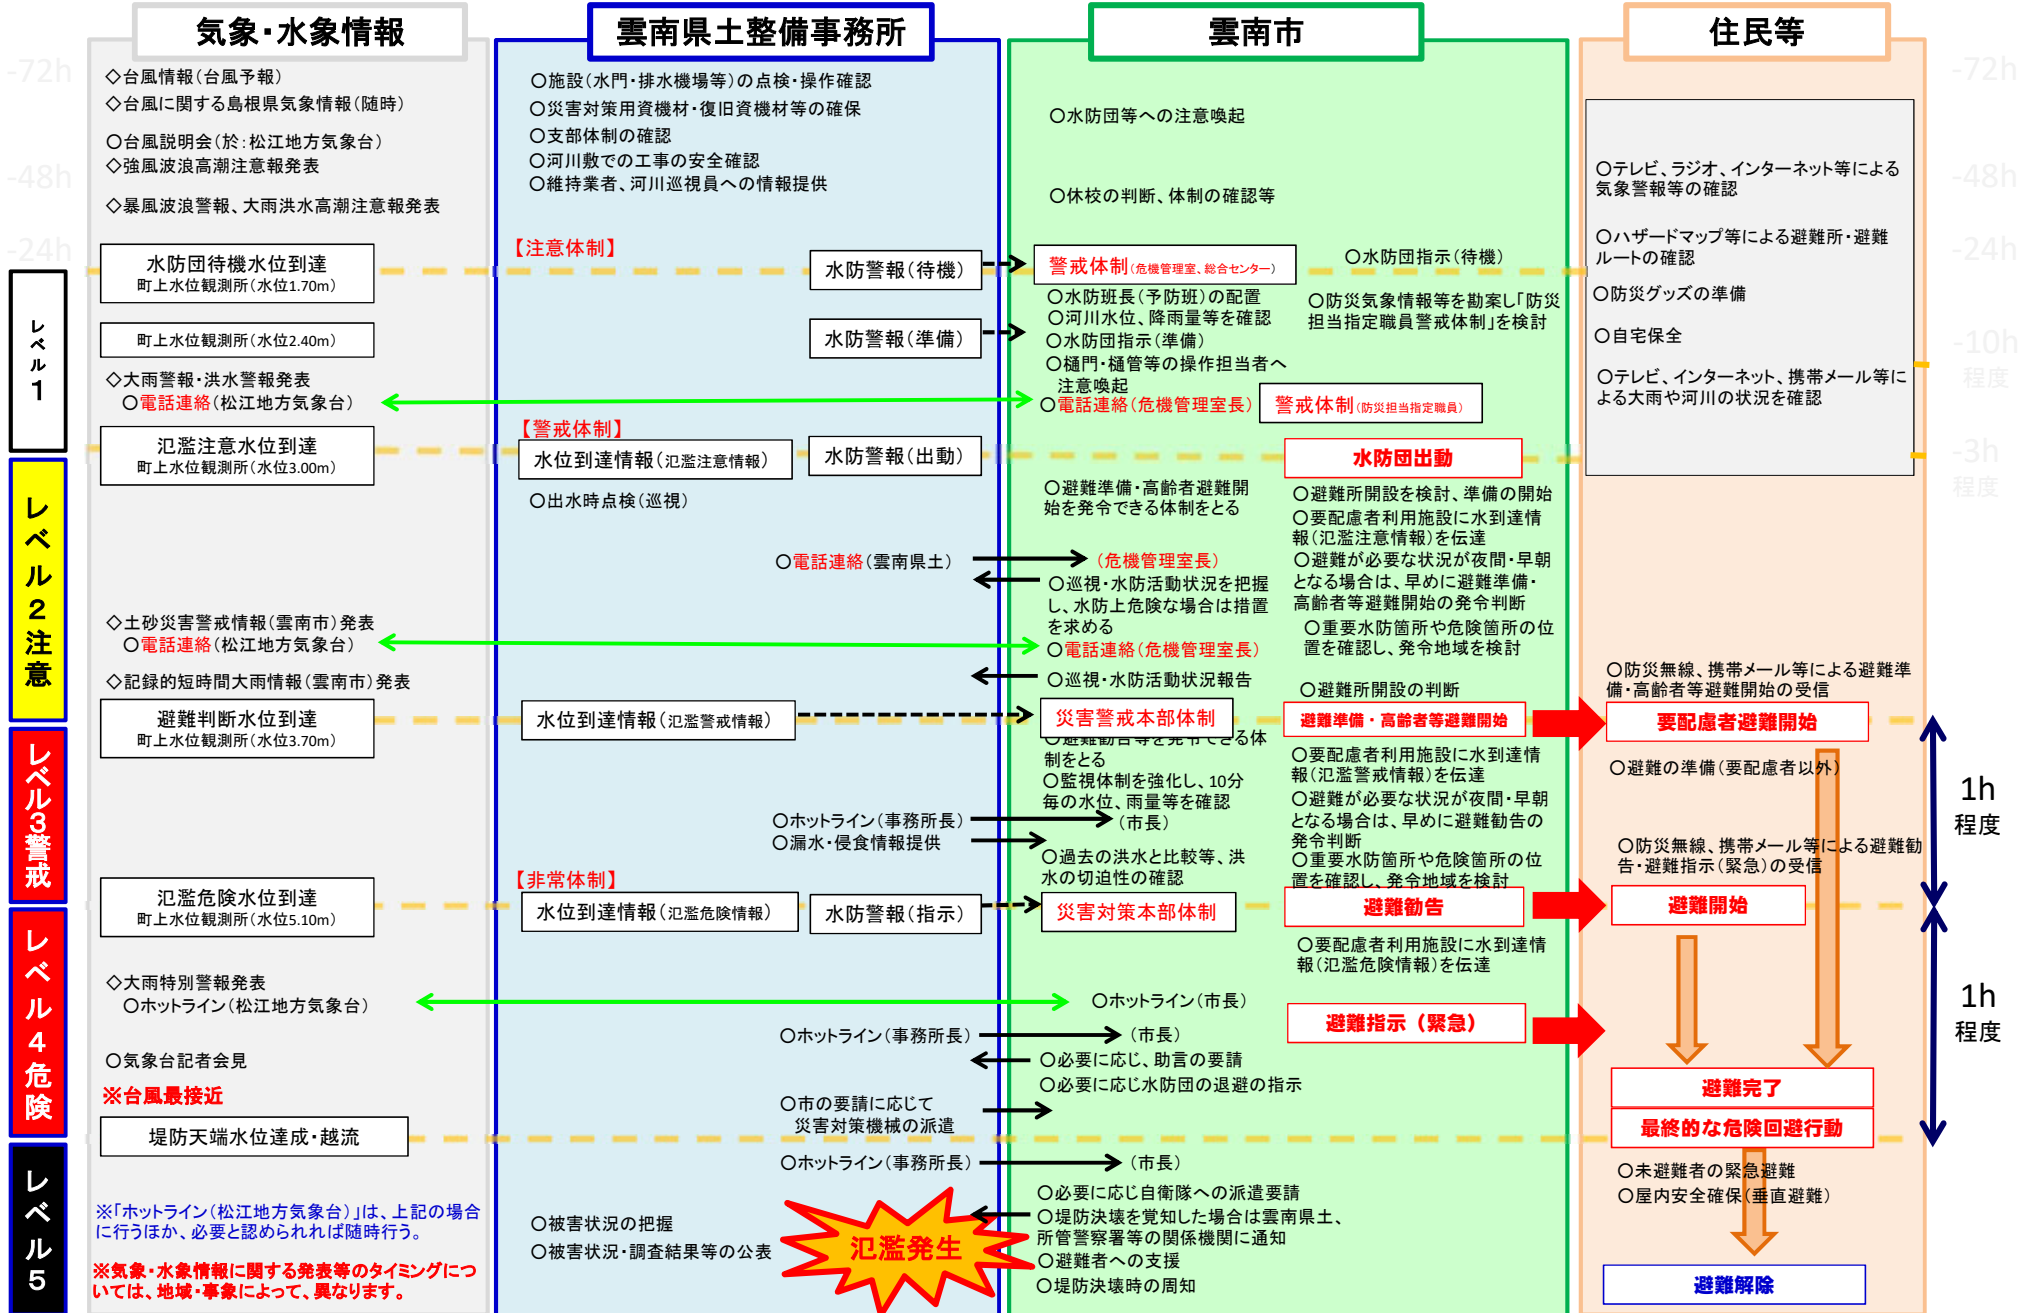 気象・水象情報
雲南県土整備事務所
雲南市
住民等
-72h
-48h
-24h
レベル1
レベル2注意
レベル3警戒
レベル4危険
レベル5
◇台風情報(台風予報)
◇台風に関する島根県気象情報(随時)
○台風説明会(於:松江地方気象台)
◇強風波浪高潮注意報発表
◇暴風波浪警報、大雨洪水高潮注意報発表
水防団待機水位到達
町上水位観測所(水位1.70m)
町上水位観測所(水位2.40m)
◇大雨警報・洪水警報発表
○電話連絡(松江地方気象台)
氾濫注意水位到達
町上水位観測所(水位3.00m)
◇土砂災害警戒情報(雲南市)発表
○電話連絡(松江地方気象台)
◇記録的短時間大雨情報(雲南市)発表
避難判断水位到達
町上水位観測所(水位3.70m)
氾濫危険水位到達
町上水位観測所(水位5.10m)
◇大雨特別警報発表
○ホットライン(松江地方気象台)
○気象台記者会見
※台風最接近
堤防天端水位達成・越流
※「ホットライン(松江地方気象台)」は、上記の場合
に行うほか、必要と認められれば随時行う。
※気象・水象情報に関する発表等のタイミングにつ
いては、地域・事象によって、異なります。
○施設(水門・排水機場等)の点検・操作確認
○災害対策用資機材・復旧資機材等の確保
○支部体制の確認
○河川敷での工事の安全確認
○維持業者、河川巡視員への情報提供
【注意体制】
水防警報(待機)
水防警報(準備)
【警戒体制】
水位到達情報(氾濫注意情報)
水防警報(出動)
○出水時点検(巡視)
○電話連絡(雲南県土)
水位到達情報(氾濫警戒情報)
○ホットライン(事務所長)
○漏水・侵食情報提供
【非常体制】
水位到達情報(氾濫危険情報)
水防警報(指示)
○ホットライン(事務所長)
○市の要請に応じて
災害対策機械の派遣
○ホットライン(事務所長)
○被害状況の把握
○被害状況・調査結果等の公表
氾濫発生
○水防団等への注意喚起
○休校の判断、体制の確認等
警戒体制(危機管理室、総合センター)
○水防団指示(待機)
○水防班長(予防班)の配置
○河川水位、降雨量等を確認
○水防団指示(準備)
○樋門・樋管等の操作担当者へ
注意喚起
○電話連絡(危機管理室長)
○防災気象情報等を勘案し「防災
担当指定職員警戒体制」を検討
警戒体制(防災担当指定職員)
水防団出動
○避難準備・高齢者避難開
始を発令できる体制をとる
(危機管理室長)
○巡視・水防活動状況を把握
し、水防上危険な場合は措置
を求める
○電話連絡(危機管理室長)
○巡視・水防活動状況報告
○避難所開設を検討、準備の開始
○要配慮者利用施設に水到達情
報(氾濫注意情報)を伝達
○避難が必要な状況が夜間・早朝
となる場合は、早めに避難準備・
高齢者等避難開始の発令判断
○重要水防箇所や危険箇所の位
置を確認し、発令地域を検討
○避難所開設の判断
災害警戒本部体制
避難準備・高齢者等避難開始
○避難勧告等を発令できる体
制をとる
○監視体制を強化し、10分
毎の水位、雨量等を確認
(市長)
○過去の洪水と比較等、洪
水の切迫性の確認
○要配慮者利用施設に水到達情
報(氾濫警戒情報)を伝達
○避難が必要な状況が夜間・早朝
となる場合は、早めに避難勧告の
発令判断
○重要水防箇所や危険箇所の位
置を確認し、発令地域を検討
災害対策本部体制
避難勧告
○要配慮者利用施設に水到達情
報(氾濫危険情報)を伝達
○ホットライン(市長)
避難指示(緊急)
(市長)
○必要に応じ、助言の要請
○必要に応じ水防団の退避の指示
(市長)
○必要に応じ自衛隊への派遣要請
○堤防決壊を覚知した場合は雲南県土、
所管警察署等の関係機関に通知
○避難者への支援
○堤防決壊時の周知
○テレビ、ラジオ、インターネット等による
気象警報等の確認
○ハザードマップ等による避難所・避難
ルートの確認
○防災グッズの準備
○自宅保全
○テレビ、インターネット、携帯メール等に
よる大雨や河川の状況を確認
○防災無線、携帯メール等による避難準
備・高齢者等避難開始の受信
要配慮者避難開始
○避難の準備(要配慮者以外)
○防災無線、携帯メール等による避難勧
告・避難指示(緊急)の受信
避難開始
避難完了
最終的な危険回避行動
○未避難者の緊急避難
○屋内安全確保(垂直避難)
避難解除
-72h
-48h
-24h
-10h
程度
-3h
程度
1h
程度
1h
程度